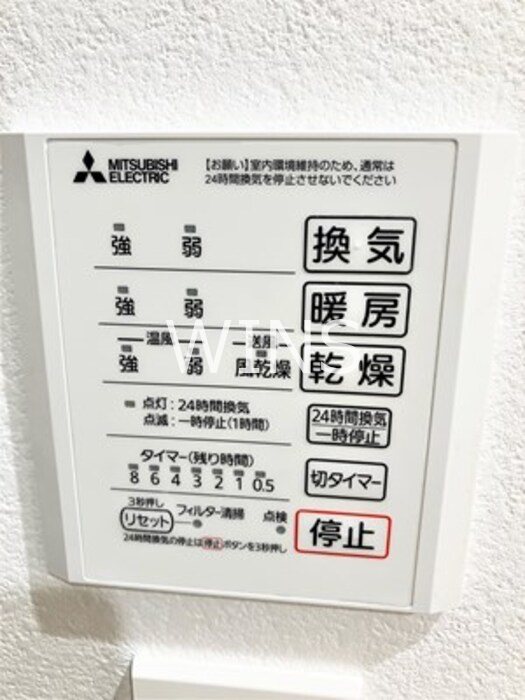 MITSUBISHI
ELECTRIC
【お願い】室内環境維持のため、通常は
24時間換気を停止させないでください
強 弱 換気
強 弱 暖房
温風 送風
強 弱 風乾燥 乾燥
WINS
点灯：24時間換気
点滅：一時停止(1時間)
24時間換気
一時停止
タイマー(残り時間)
8 6 4 3 2 1 0.5
切タイマー
3秒押し
リセット フィルター清掃 点検
停止
24時間換気の停止は停止ボタンを3秒押し